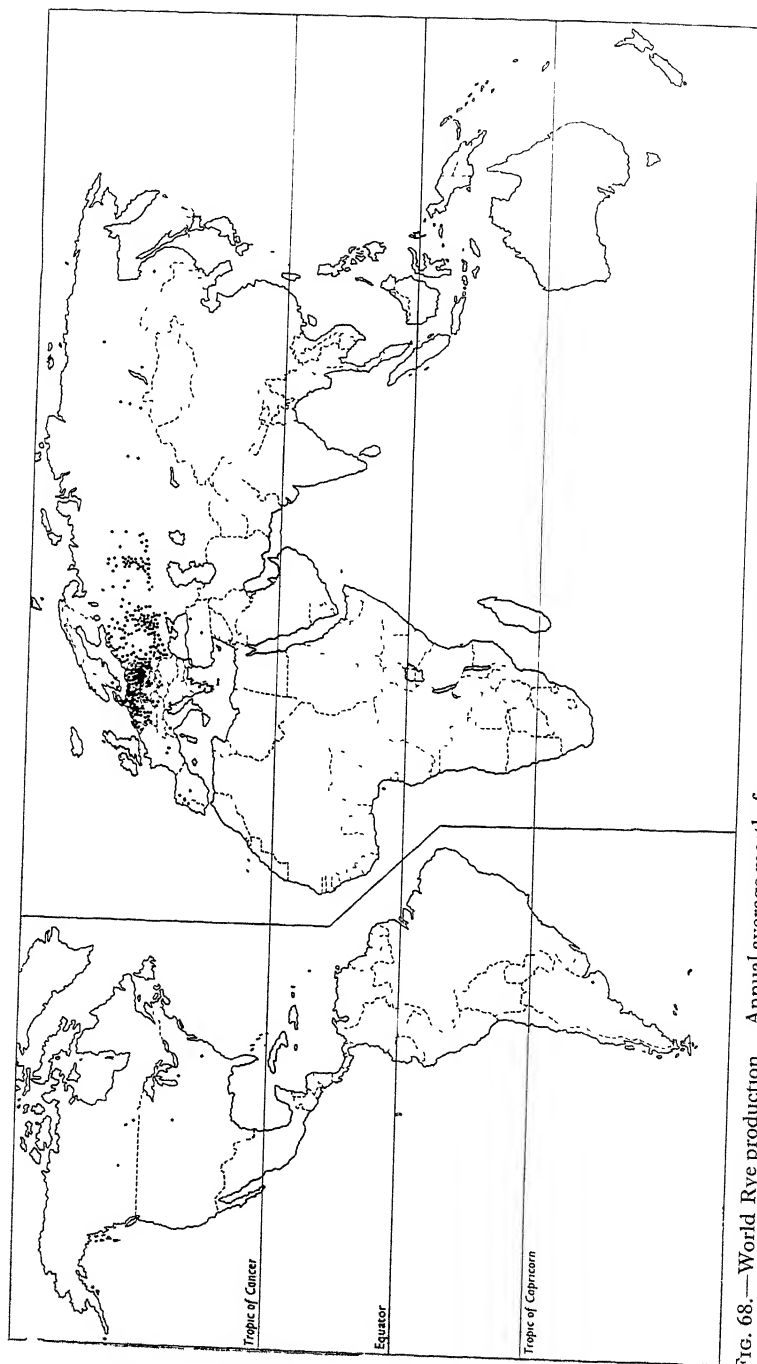 Tropic of Cancer
Equator
Tropic of Capricorn
FIG. 68.—World Rye production. Annual average